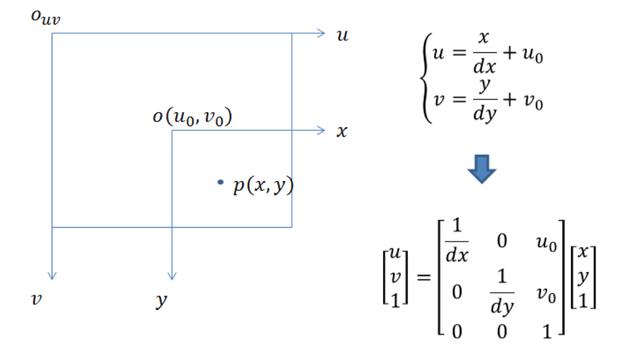 o_{uv}
u
o(u_0, v_0)
x
p(x, y)
v
y
\begin{cases} u = \frac{x}{dx} + u_0 \\ v = \frac{y}{dy} + v_0 \end{cases}
\begin{bmatrix} u \\ v \\ 1 \end{bmatrix} = \begin{bmatrix} \frac{1}{dx} & 0 & u_0 \\ 0 & \frac{1}{dy} & v_0 \\ 0 & 0 & 1 \end{bmatrix} \begin{bmatrix} x \\ y \\ 1 \end{bmatrix}